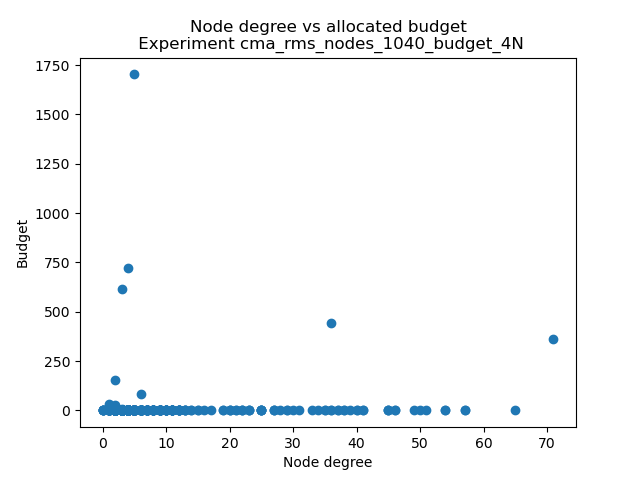 Node degree vs allocated budget
Experiment cma_rms_nodes_1040_budget_4N
1750
1500
1250
1000
750
500
250
0
Budget
0 10 20 30 40 50 60 70
Node degree